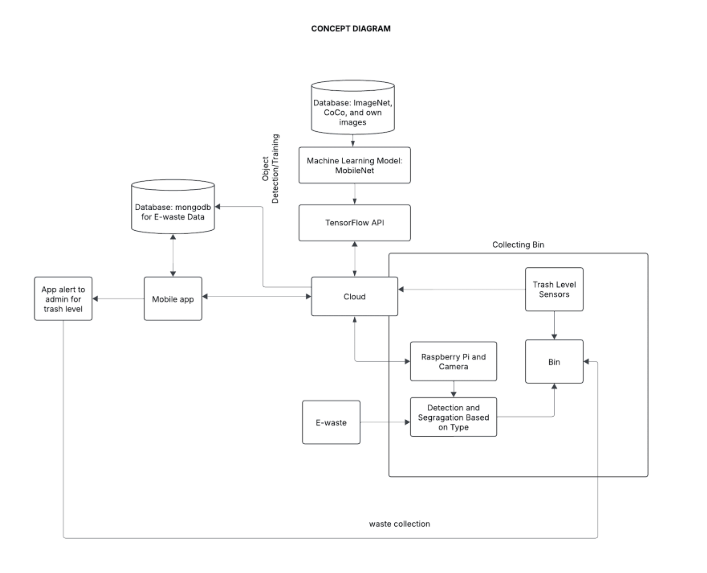 CONCEPT DIAGRAM
Database: ImageNet,
CoCo, and own
images
Object
Detection/Training
Machine Learning Model:
MobileNet
Database: mongodb
for E-waste Data
TensorFlow API
Collecting Bin
App alert to
admin for
trash level
Mobile app
Cloud
Trash Level
Sensors
Raspberry Pi and
Camera
Bin
E-waste
Detection and
Segragation Based
on Type
waste collection